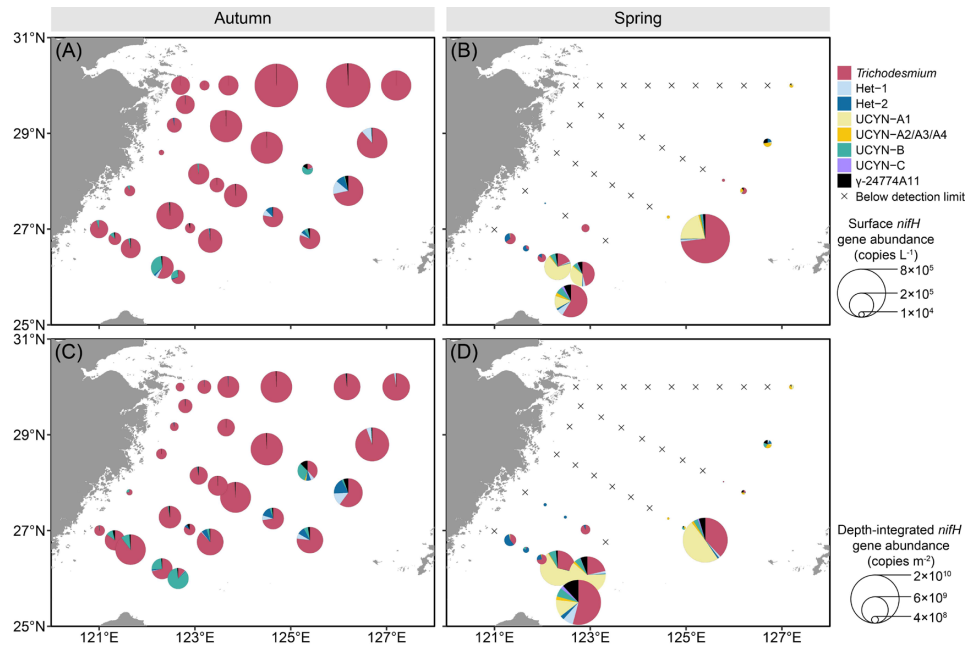 Autumn
Spring
31°N
29°N
27°N
25°N
(A)
(B)
Trichodesmium
Het−1
Het−2
UCYN−A1
UCYN−A2/A3/A4
UCYN−B
UCYN−C
γ−24774A11
× Below detection limit
Surface nifH
gene abundance
(copies L⁻¹)
8×10⁵
2×10⁵
1×10⁴
31°N
29°N
27°N
25°N
(C)
(D)
121°E
123°E
125°E
127°E
121°E
123°E
125°E
127°E
Depth-integrated nifH
gene abundance
(copies m⁻²)
2×10¹⁰
6×10⁹
4×10⁸